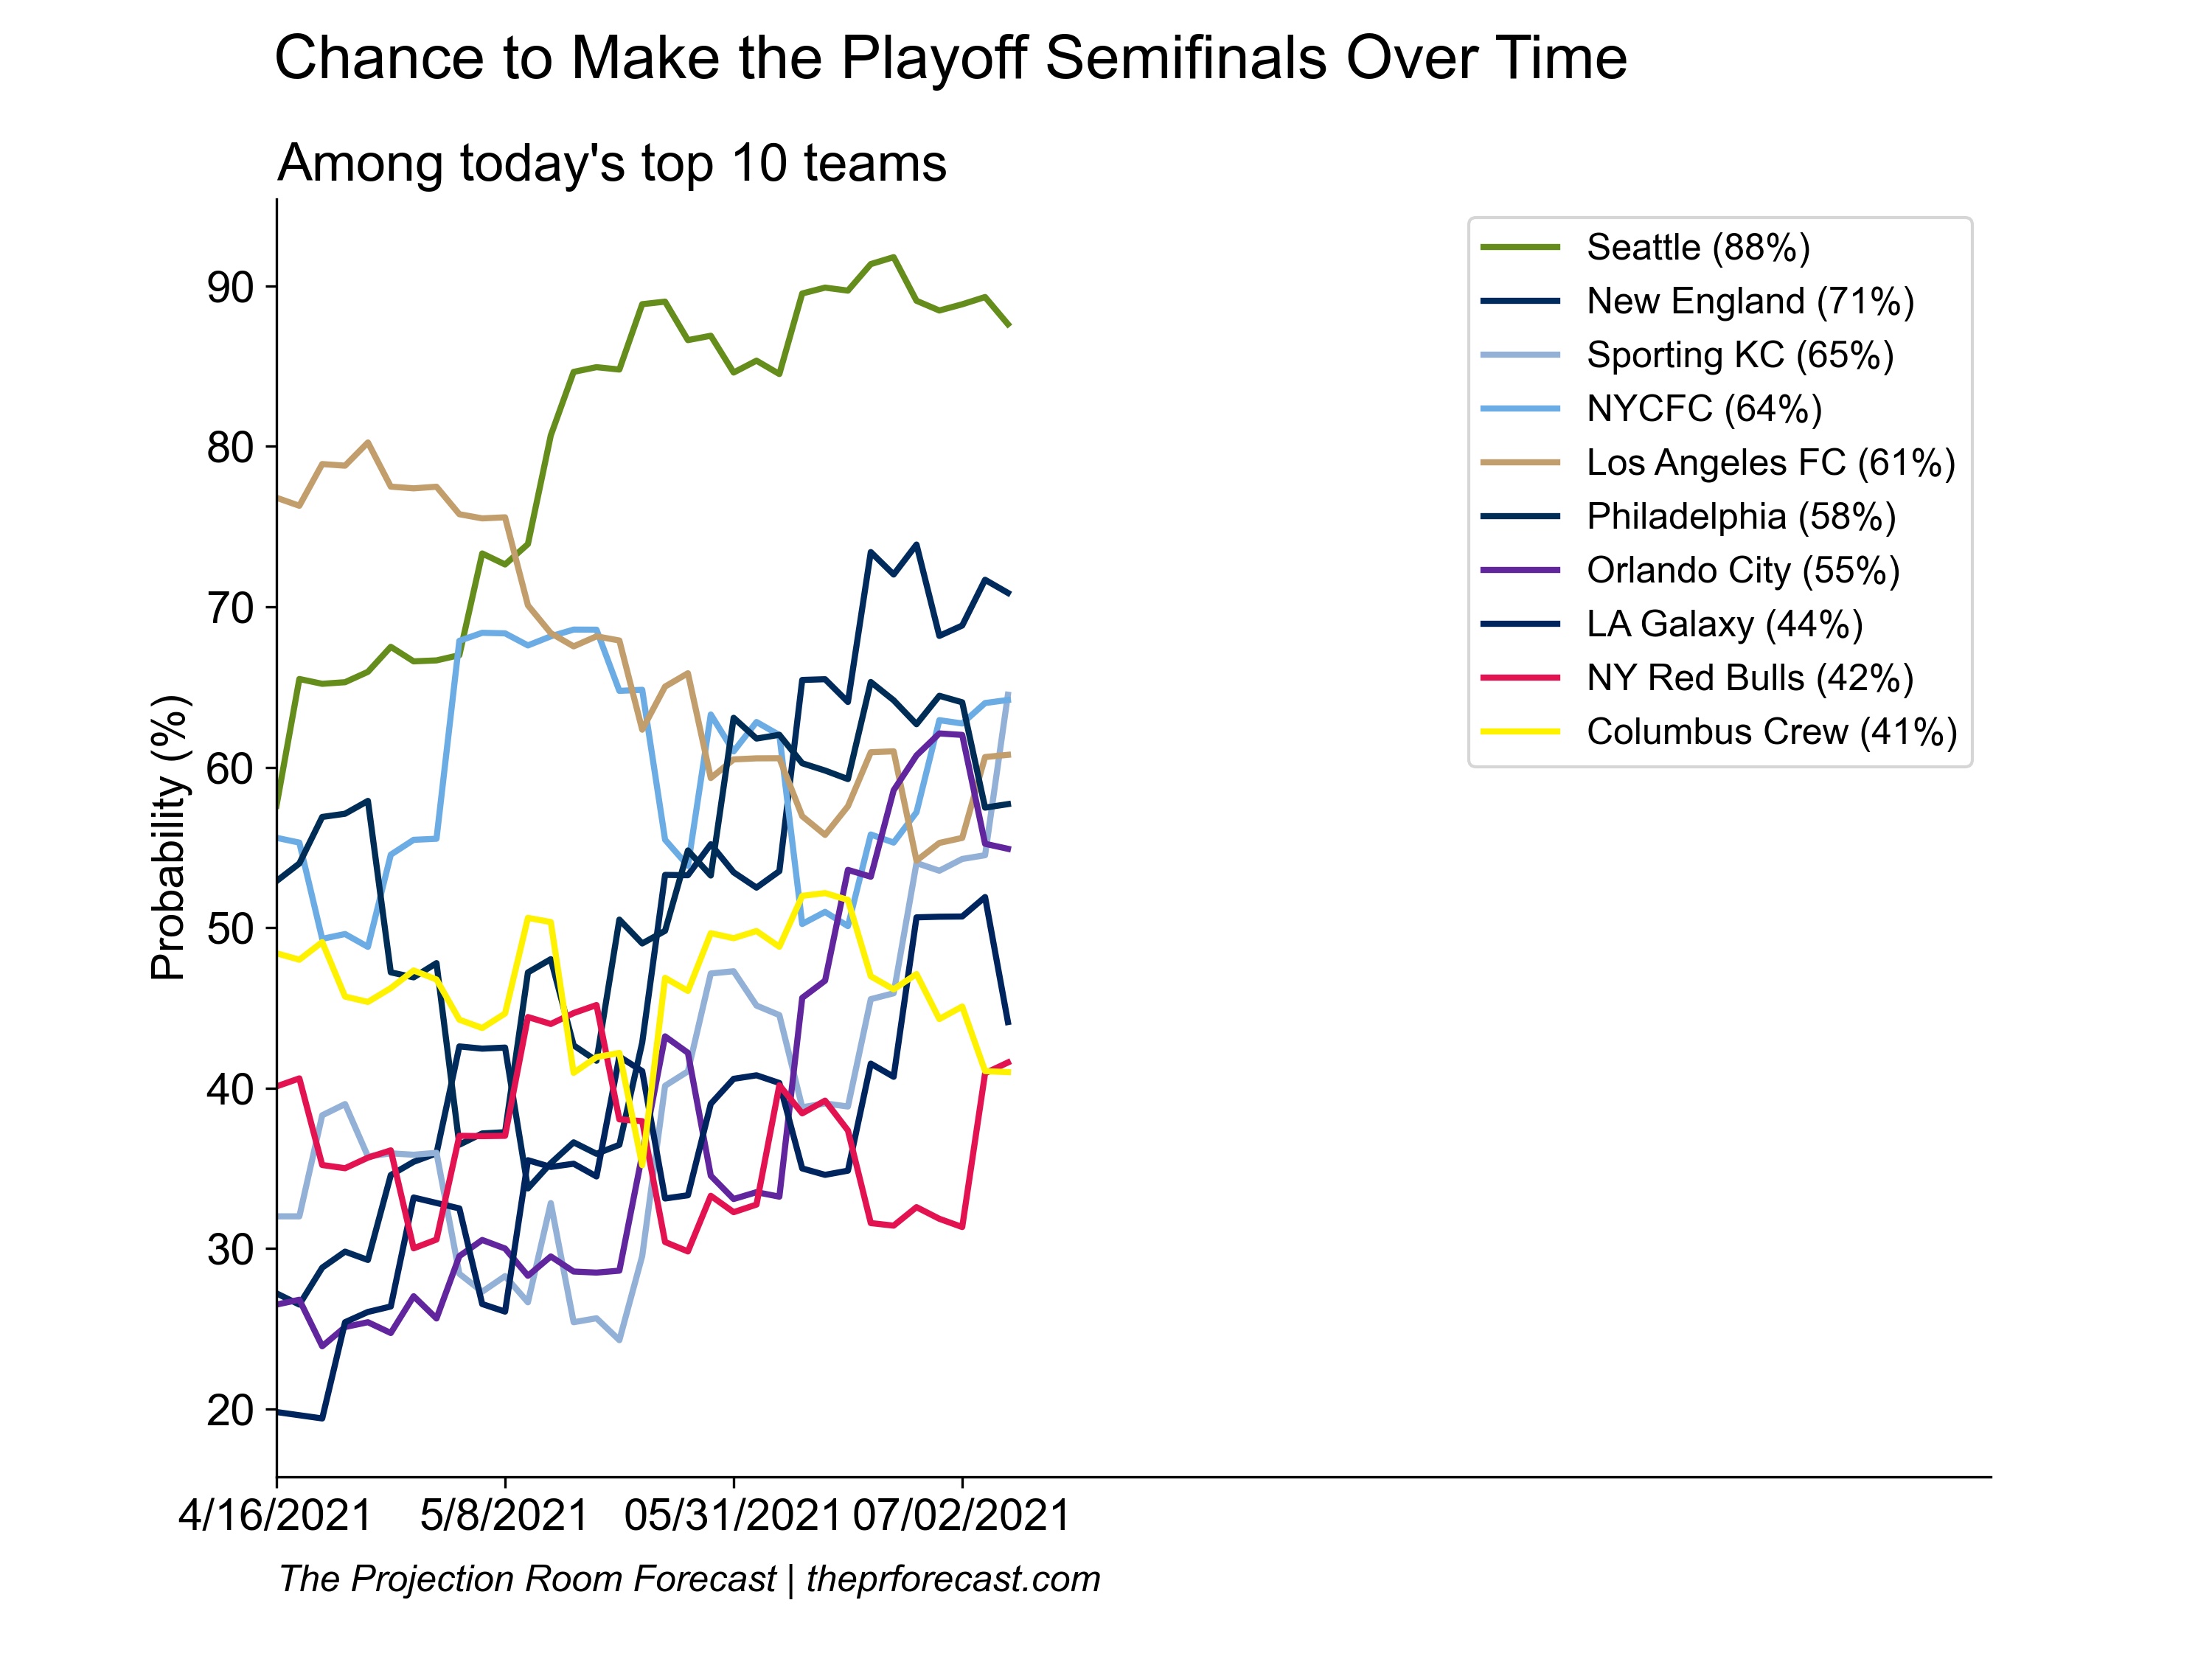 Chance to Make the Playoff Semifinals Over Time
Among today's top 10 teams
Seattle (88%)
New England (71%)
Sporting KC (65%)
NYCFC (64%)
Los Angeles FC (61%)
Philadelphia (58%)
Orlando City (55%)
LA Galaxy (44%)
NY Red Bulls (42%)
Columbus Crew (41%)
Probability (%)
90
80
70
60
50
40
30
20
4/16/2021 5/8/2021 05/31/2021 07/02/2021
The Projection Room Forecast | theprforecast.com